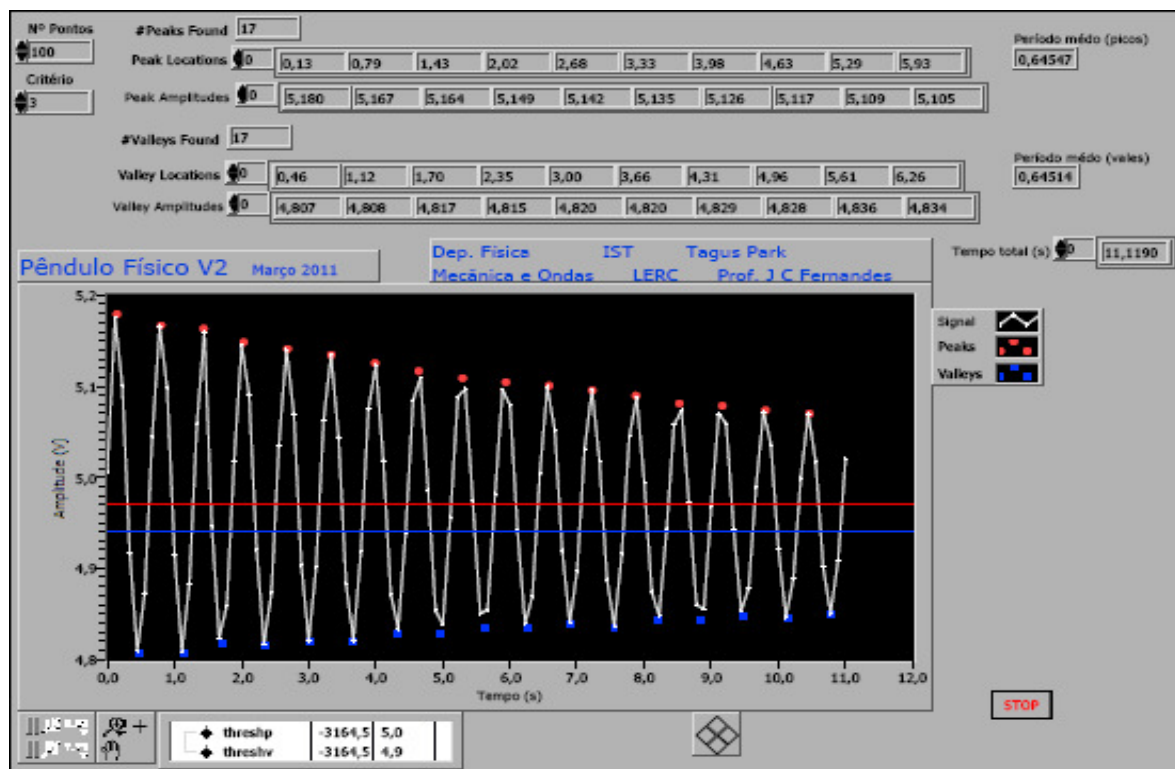 Nº Pontos
100
Critério
3
#Peaks Found 17
Peak Locations 0 0,13 0,79 1,43 2,02 2,68 3,33 3,98 4,63 5,29 5,93
Peak Amplitudes 0 5,180 5,167 5,164 5,149 5,142 5,135 5,126 5,117 5,109 5,105
Período médo (picos)
0,64547
#Valleys Found 17
Valley Locations 0 0,46 1,12 1,70 2,35 3,00 3,66 4,31 4,96 5,61 6,26
Valley Amplitudes 0 4,807 4,808 4,817 4,815 4,820 4,820 4,829 4,828 4,836 4,834
Período médo (vales)
0,64514
Pêndulo Físico V2 Março 2011
Dep. Física IST Tagus Park
Mecânica e Ondas LERC Prof. J C Fernandes
Tempo total (s) 0 11,1190
Signal
Peaks
Valleys
Amplitude (V)
5,2
5,1
5,0
4,9
4,8
0,0 1,0 2,0 3,0 4,0 5,0 6,0 7,0 8,0 9,0 10,0 11,0 12,0
Tempo (s)
threshp -3164,5 5,0
threshv -3164,5 4,9
STOP